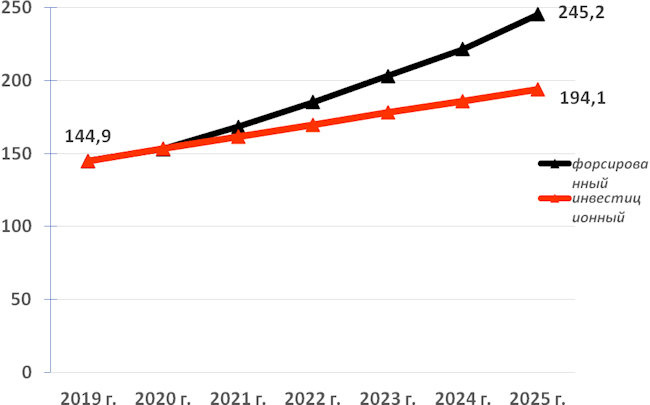 250
245,2
200
194,1
144,9
150
форсирова
нный
инвестиц
ионный
100
50
0
2019 г. 2020 г. 2021 г. 2022 г. 2023 г. 2024 г. 2025 г.